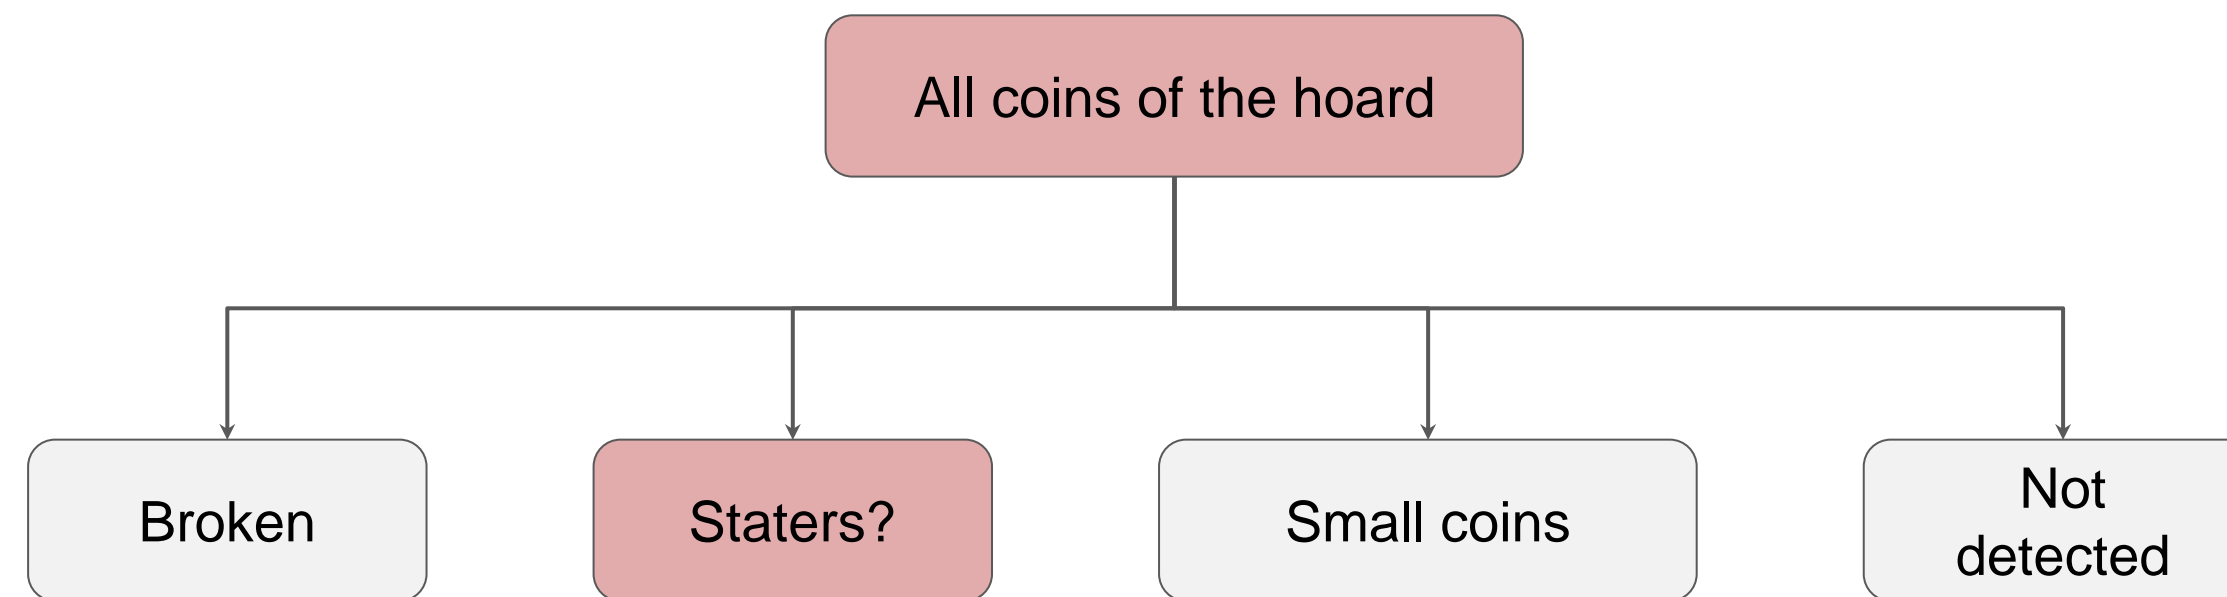 All coins of the hoard
Broken
Staters?
Small coins
Not
detected